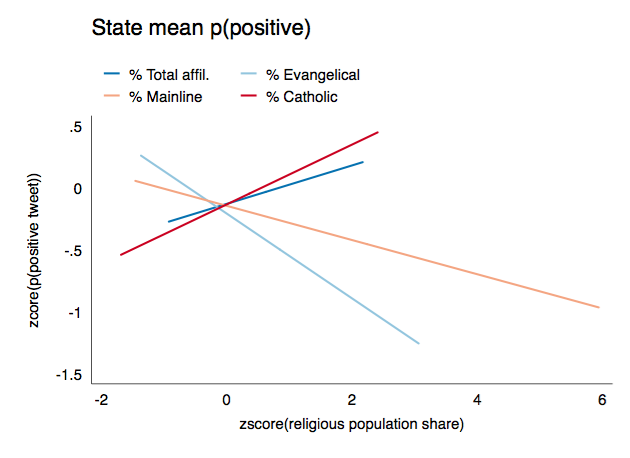 State mean p(positive)
% Total affil.
% Evangelical
% Mainline
% Catholic
.5
0
-.5
-1
-1.5
zcore(p(positive tweet))
-2
0
2
4
6
zscore(religious population share)